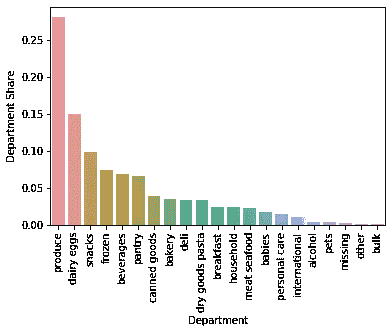 Department Share
0.25
0.20
0.15
0.10
0.05
0.00
produce
dairy eggs
snacks
frozen
beverages
pantry
canned goods
bakery
deli
dry goods pasta
breakfast
household
meat seafood
babies
personal care
international
alcohol
pets
missing
other
bulk
Department